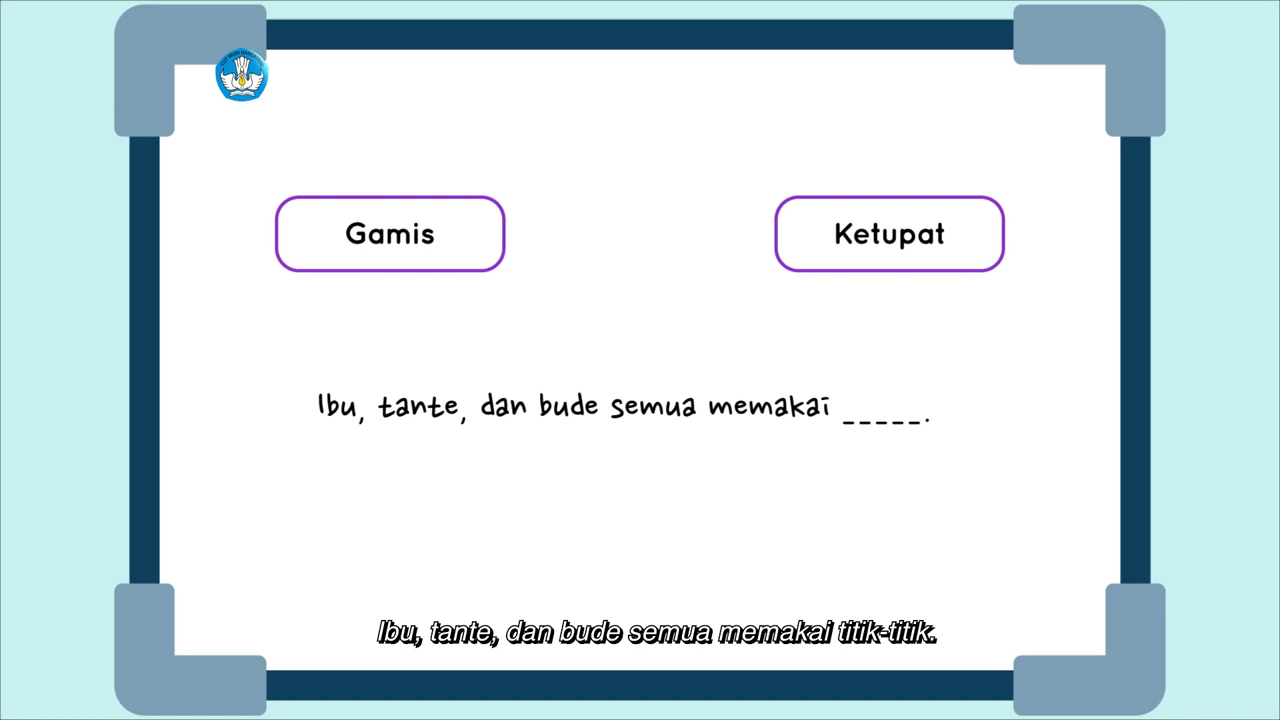 Gamis
Ketupat
Ibu, tante, dan bude semua memakai _____.
Ibu, tante, dan bude semua memakai titik-titik.